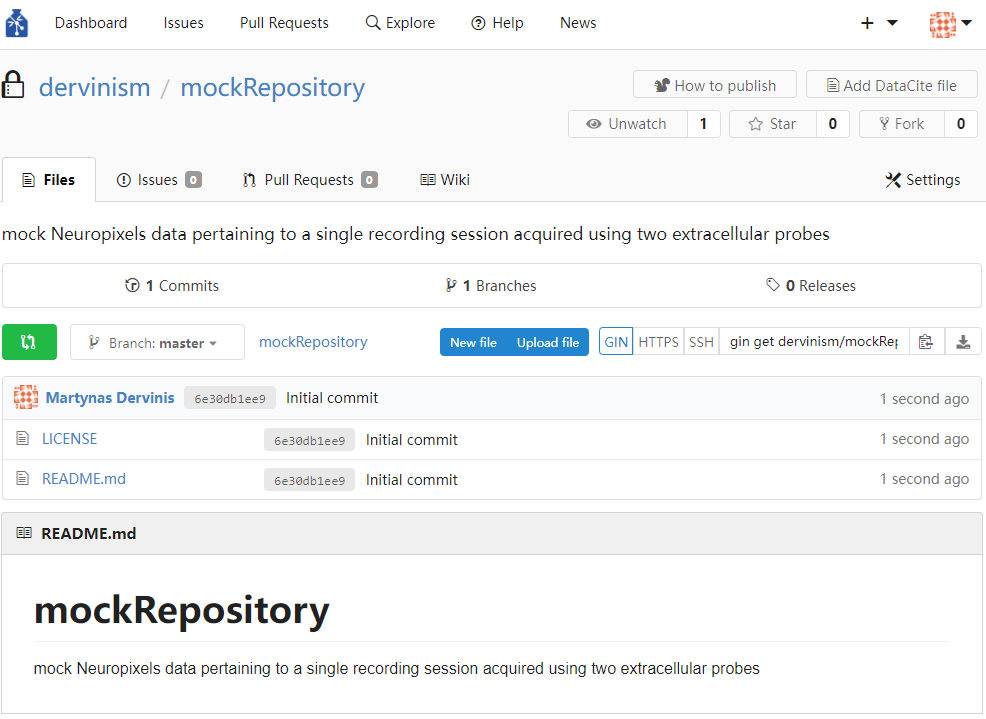 Dashboard Issues Pull Requests Explore Help News
dervinism / mockRepository How to publish Add DataCite file
Unwatch 1 Star 0 Fork 0
Files Issues 0 Pull Requests 0 Wiki Settings
mock Neuropixels data pertaining to a single recording session acquired using two extracellular probes
1 Commits 1 Branches 0 Releases
Branch: master mockRepository New file Upload file GIN HTTPS SSH gin get dervinism/mockRep
Martynas Dervinis 6e30db1ee9 Initial commit 1 second ago
LICENSE 6e30db1ee9 Initial commit 1 second ago
README.md 6e30db1ee9 Initial commit 1 second ago
README.md
mockRepository
mock Neuropixels data pertaining to a single recording session acquired using two extracellular probes